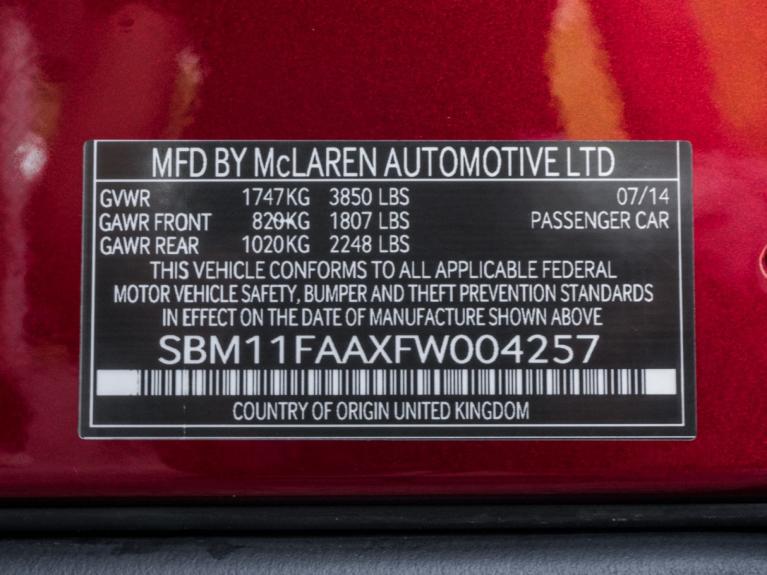 MFD BY McLAREN AUTOMOTIVE LTD
GVWR 1747KG 3850 LBS 07/14
GAWR FRONT 820KG 1807 LBS PASSENGER CAR
GAWR REAR 1020KG 2248 LBS
THIS VEHICLE CONFORMS TO ALL APPLICABLE FEDERAL
MOTOR VEHICLE SAFETY, BUMPER AND THEFT PREVENTION STANDARDS
IN EFFECT ON THE DATE OF MANUFACTURE SHOWN ABOVE
SBM11FAAXFW004257
COUNTRY OF ORIGIN UNITED KINGDOM